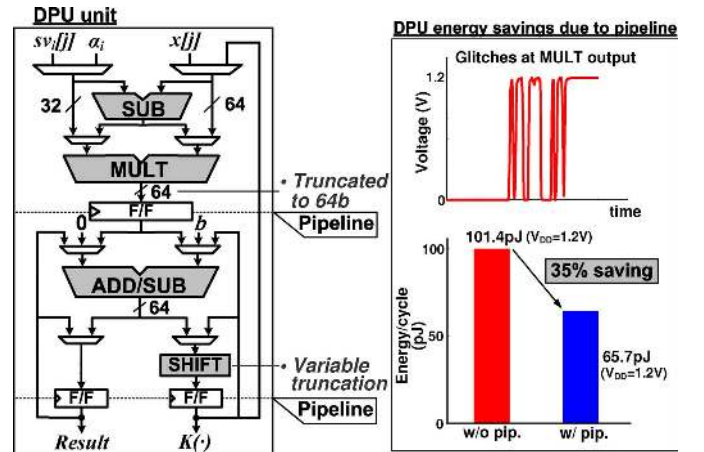 DPU unit
svᵢ[j] αᵢ x[j]
32 SUB 64
MULT
64
• Truncated
to 64b
F/F
Pipeline
0 b
ADD/SUB
64
SHIFT
• Variable
truncation
F/F F/F
Pipeline
Result K(·)
DPU energy savings due to pipeline
Glitches at MULT output
1.2
Voltage (V)
0
time
101.4pJ (VDD=1.2V)
100
35% saving
Energy/cycle
(pJ)
50
65.7pJ
(VDD=1.2V)
0
w/o pip. w/ pip.